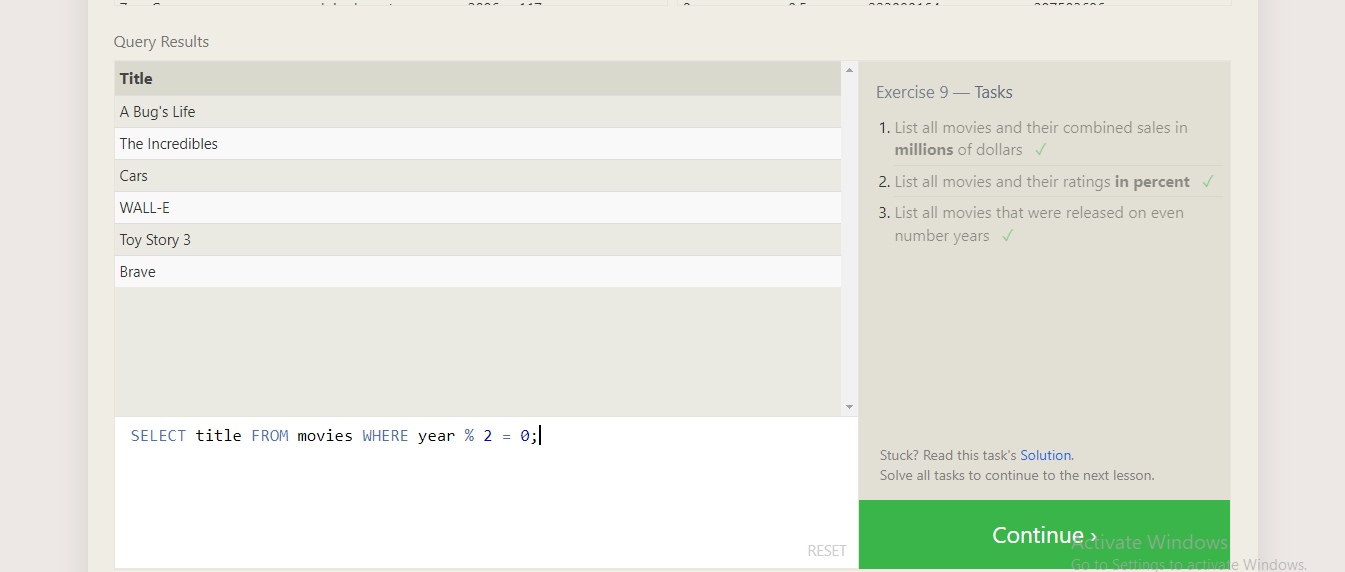 Query Results
Title
A Bug's Life
The Incredibles
Cars
WALL-E
Toy Story 3
Brave
SELECT title FROM movies WHERE year % 2 = 0;
RESET
Exercise 9 — Tasks
1. List all movies and their combined sales in
millions of dollars ✓
2. List all movies and their ratings in percent ✓
3. List all movies that were released on even
number years ✓
Stuck? Read this task's Solution.
Solve all tasks to continue to the next lesson.
Continue ›
Activate Windows
Go to Settings to activate Windows.